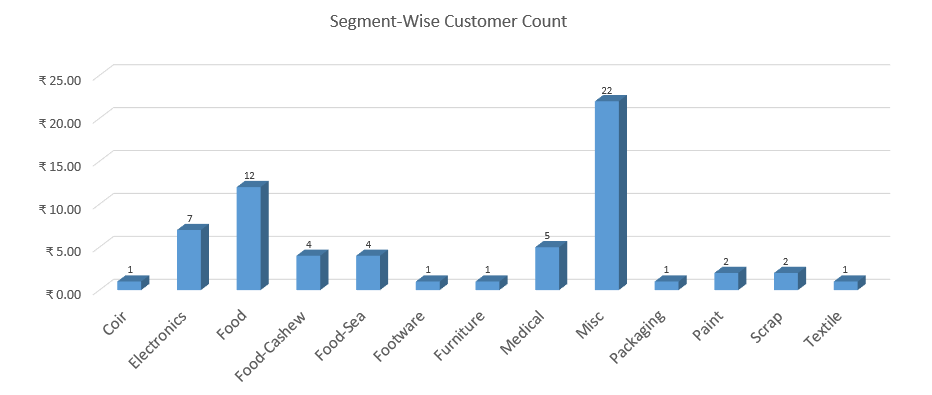 Segment-Wise Customer Count
₹ 25.00
₹ 20.00
₹ 15.00
₹ 10.00
₹ 5.00
₹ 0.00
1
7
12
4
4
1
1
5
22
1
2
2
1
Coir
Electronics
Food
Food-Cashew
Food-Sea
Footware
Furniture
Medical
Misc
Packaging
Paint
Scrap
Textile